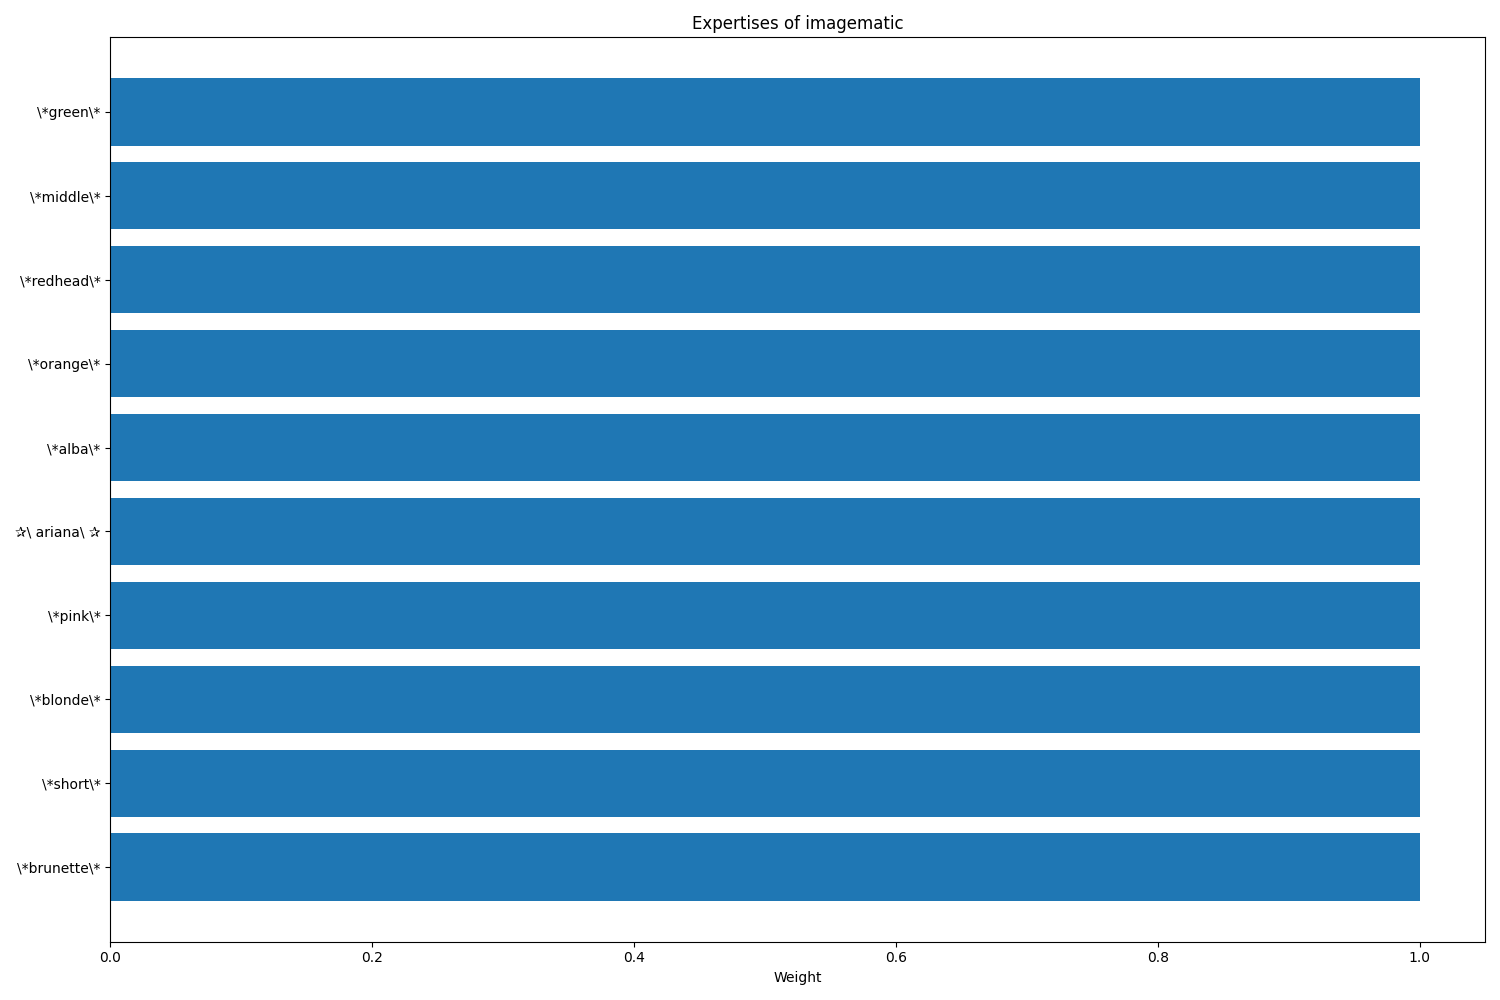 Expertises of imagematic
\*green\*
\*middle\*
\*redhead\*
\*orange\*
\*alba\*
✰\ ariana\ ✰
\*pink\*
\*blonde\*
\*short\*
\*brunette\*
0.0 0.2 0.4 0.6 0.8 1.0
Weight